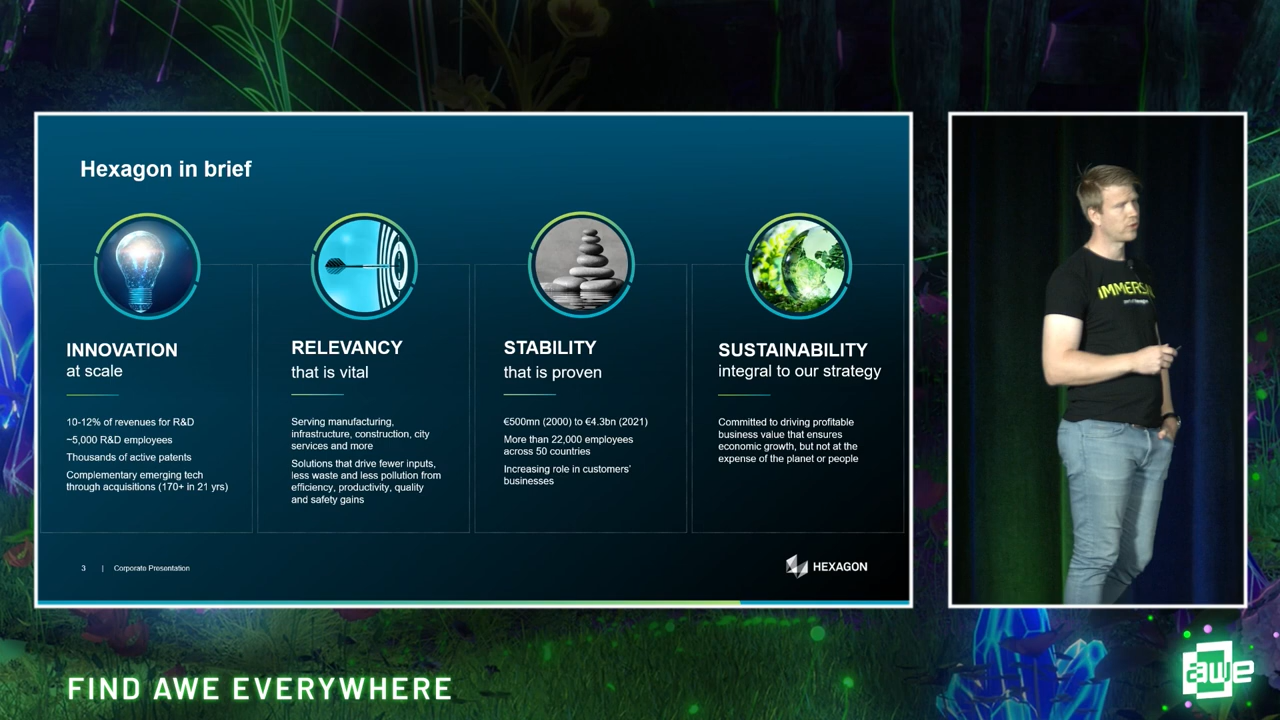 Hexagon in brief
INNOVATION
at scale
10-12% of revenues for R&D
~5,000 R&D employees
Thousands of active patents
Complementary emerging tech
through acquisitions (170+ in 21 yrs)
RELEVANCY
that is vital
Serving manufacturing,
infrastructure, construction, city
services and more
Solutions that drive fewer inputs,
less waste and less pollution from
efficiency, productivity, quality
and safety gains
STABILITY
that is proven
€500mn (2000) to €4.3bn (2021)
More than 22,000 employees
across 50 countries
Increasing role in customers'
businesses
SUSTAINABILITY
integral to our strategy
Committed to driving profitable
business value that ensures
economic growth, but not at the
expense of the planet or people
3 | Corporate Presentation
HEXAGON
FIND AWE EVERYWHERE
awe